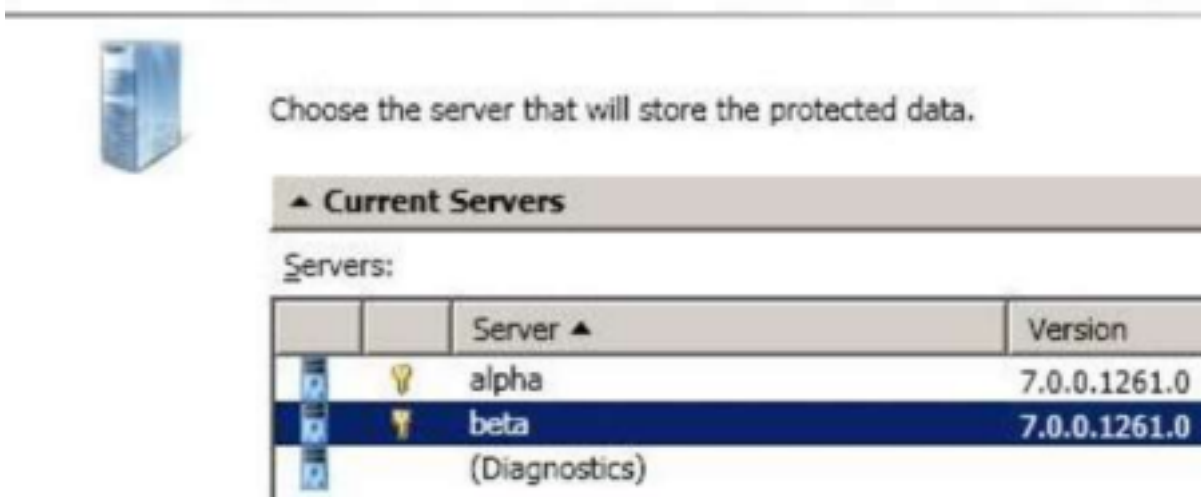 Choose the server that will store the protected data.
Current Servers
Servers:
Server Version
alpha 7.0.0.1261.0
beta 7.0.0.1261.0
(Diagnostics)